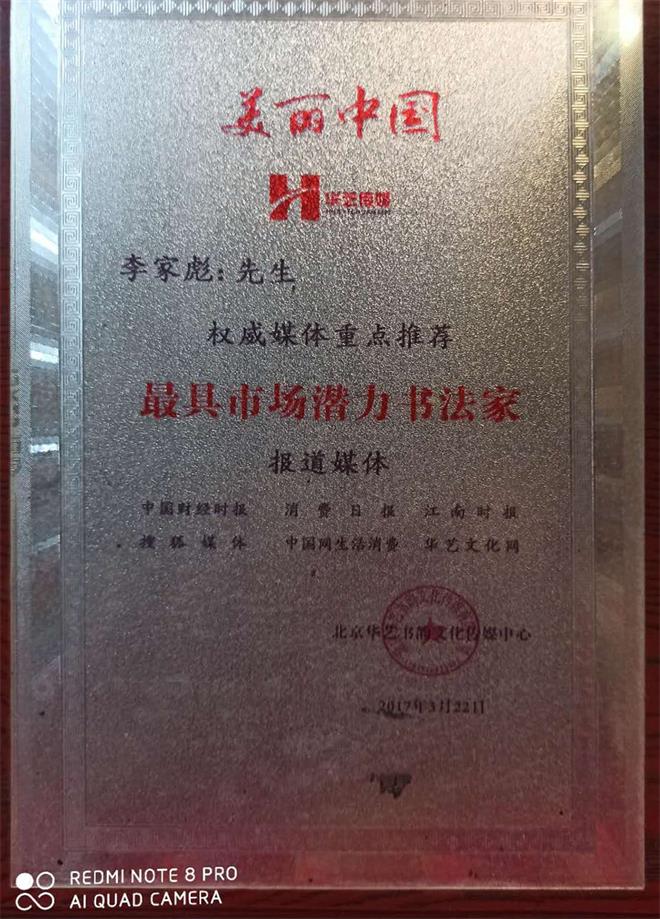 美丽中国
华艺传媒
李家彪:先生
权威媒体重点推荐
最具市场潜力书法家
报道媒体
中国财经时报 消费日报 江南时报
搜狐媒体 中国网生活消费 华艺文化网
北京华艺书韵文化传媒中心
2017年3月22日
REDMI NOTE 8 PRO
AI QUAD CAMERA